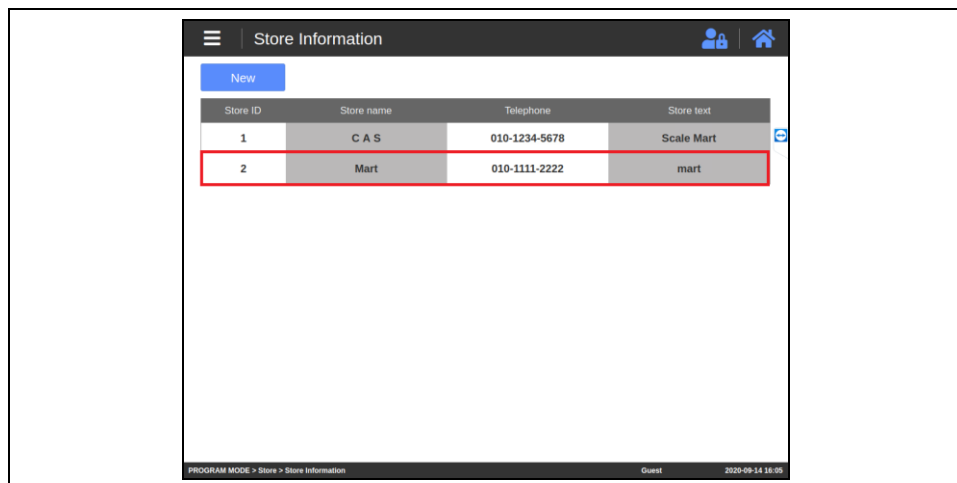 Store Information
New
Store ID Store name Telephone Store text
1 C A S 010-1234-5678 Scale Mart
2 Mart 010-1111-2222 mart
PROGRAM MODE > Store > Store Information Guest 2020-09-14 16:05